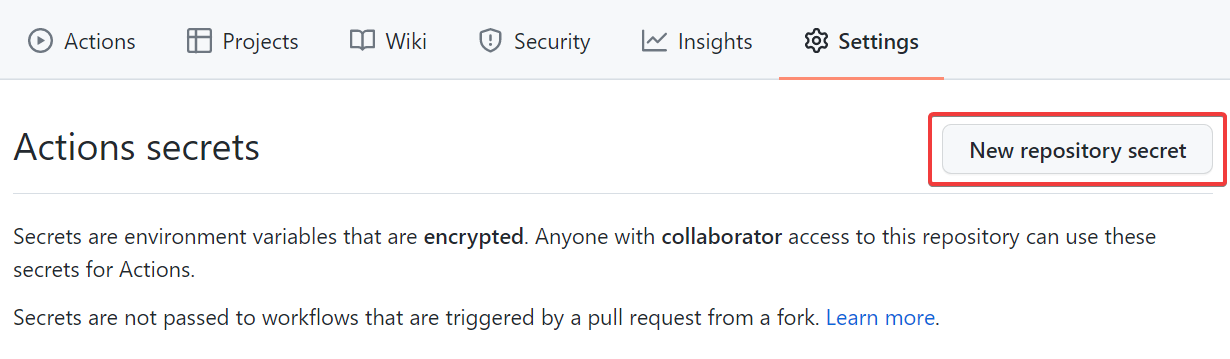 Actions Projects Wiki Security Insights Settings
Actions secrets New repository secret
Secrets are environment variables that are encrypted. Anyone with collaborator access to this repository can use these
secrets for Actions.
Secrets are not passed to workflows that are triggered by a pull request from a fork. Learn more.